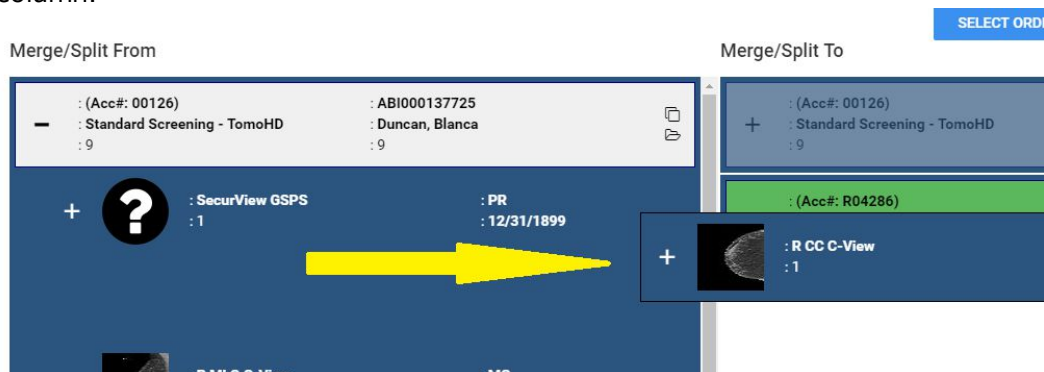 column.
SELECT ORD
Merge/Split From
Merge/Split To
: (Acc#: 00126)
: Standard Screening - TomoHD
: 9
: ABI000137725
: Duncan, Blanca
: 9
: (Acc#: 00126)
: Standard Screening - TomoHD
: 9
: SecurView GSPS
: 1
: PR
: 12/31/1899
: (Acc#: R04286)
: R CC C-View
: 1